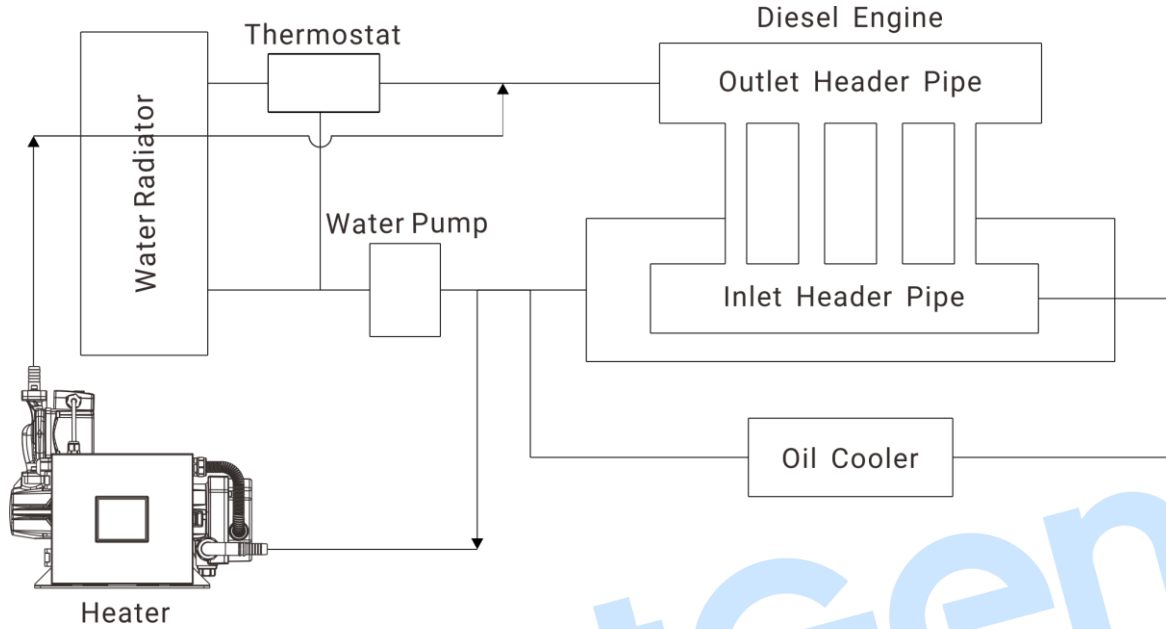 Diesel Engine
Thermostat
Outlet Header Pipe
Water Radiator
Water Pump
Inlet Header Pipe
Oil Cooler
Heater